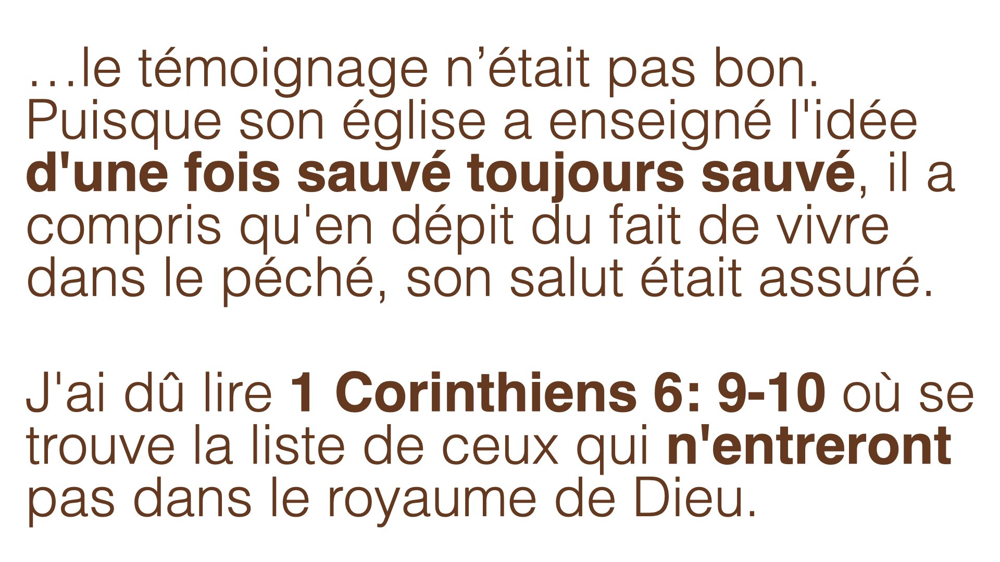 …le témoignage n’était pas bon.
Puisque son église a enseigné l'idée
d'une fois sauvé toujours sauvé, il a
compris qu'en dépit du fait de vivre
dans le péché, son salut était assuré.
J'ai dû lire 1 Corinthiens 6: 9-10 où se
trouve la liste de ceux qui n'entreront
pas dans le royaume de Dieu.